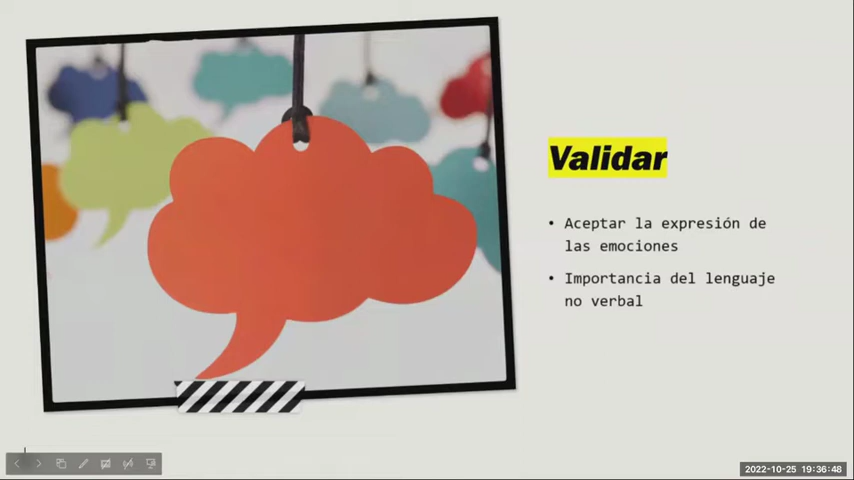 Validar
• Aceptar la expresión de
las emociones
• Importancia del lenguaje
no verbal
2022-10-25 19:36:48